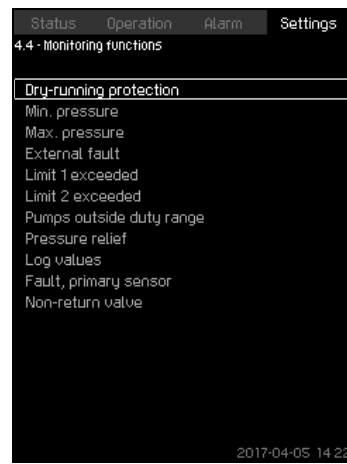 Status Operation Alarm Settings
4.4 - Monitoring functions
Dry-running protection
Min. pressure
Max. pressure
External fault
Limit 1 exceeded
Limit 2 exceeded
Pumps outside duty range
Pressure relief
Log values
Fault, primary sensor
Non-return valve
2017-04-05 14:22